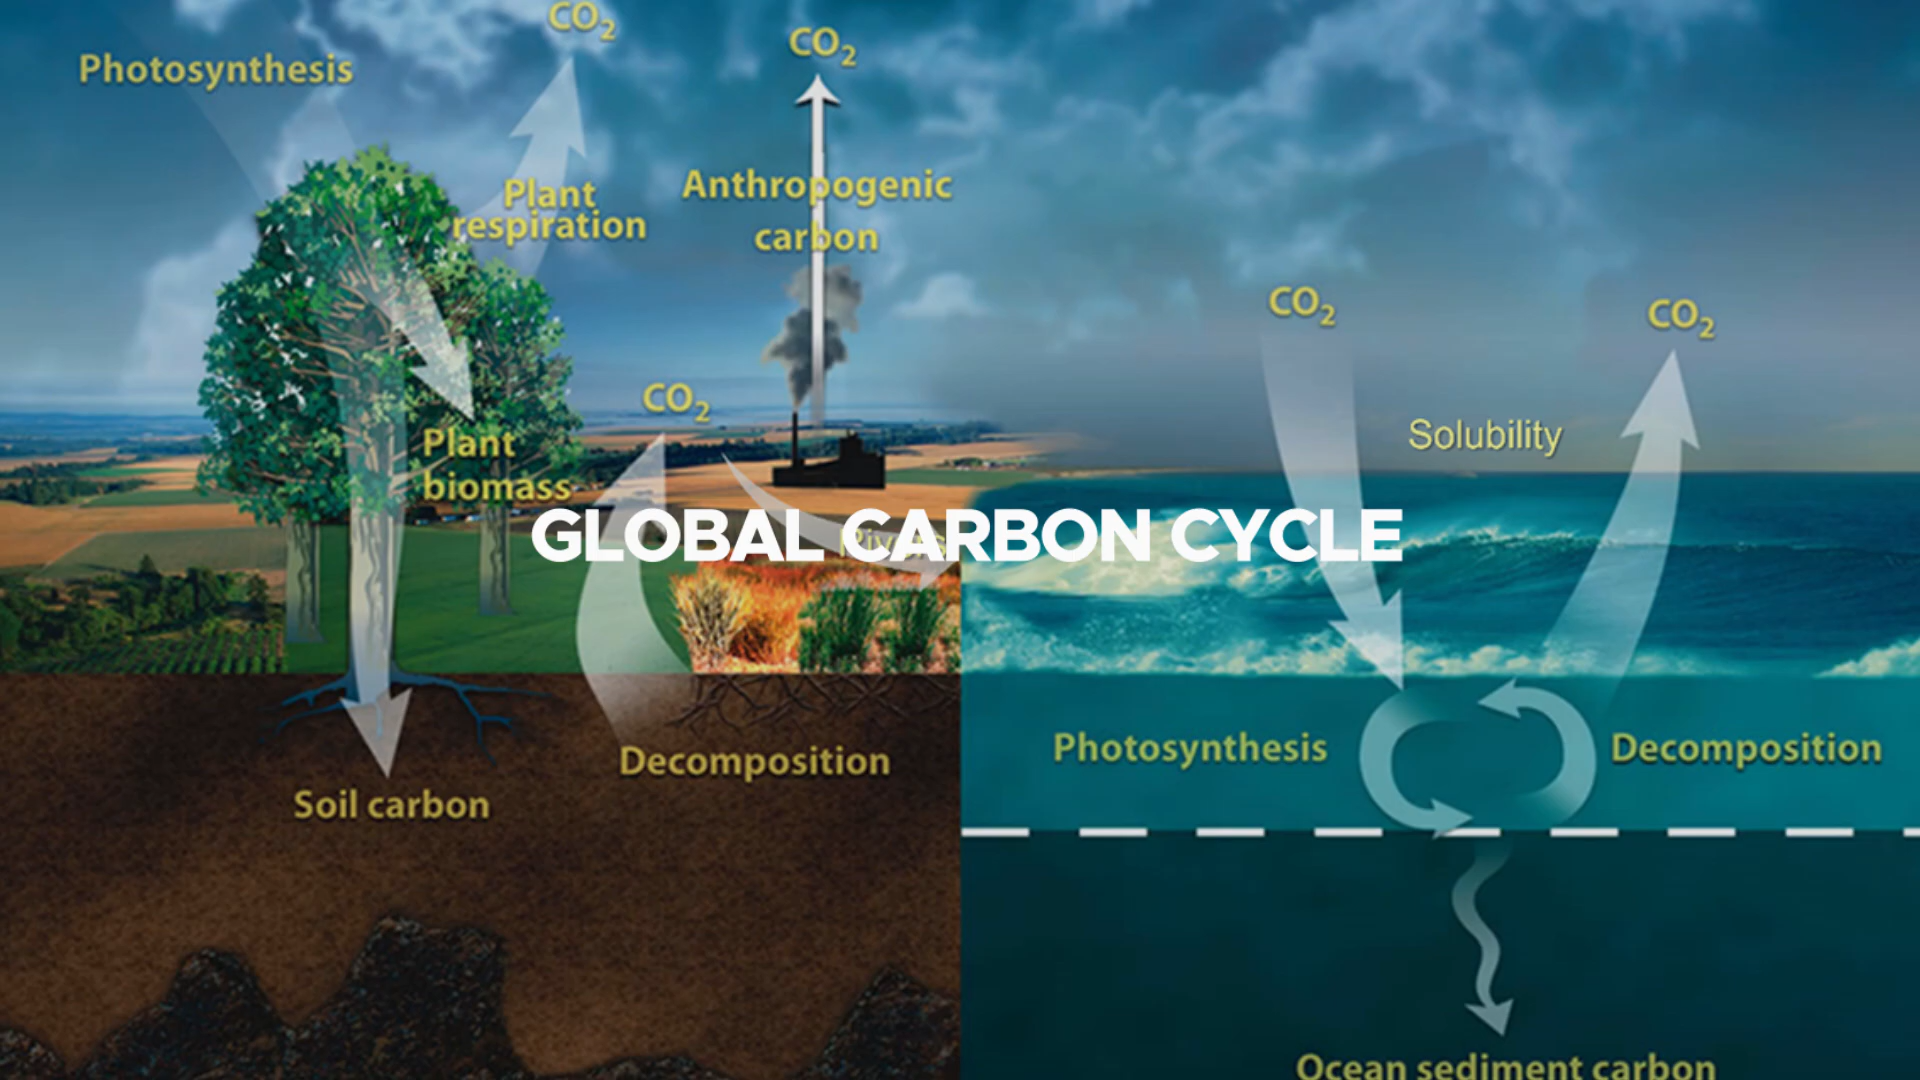 CO₂
Photosynthesis
CO₂
Plant
respiration
Anthropogenic
carbon
CO₂
CO₂
CO₂
Solubility
Plant
biomass
GLOBAL CARBON CYCLE
Rivers
Photosynthesis
Decomposition
Decomposition
Soil carbon
Ocean sediment carbon